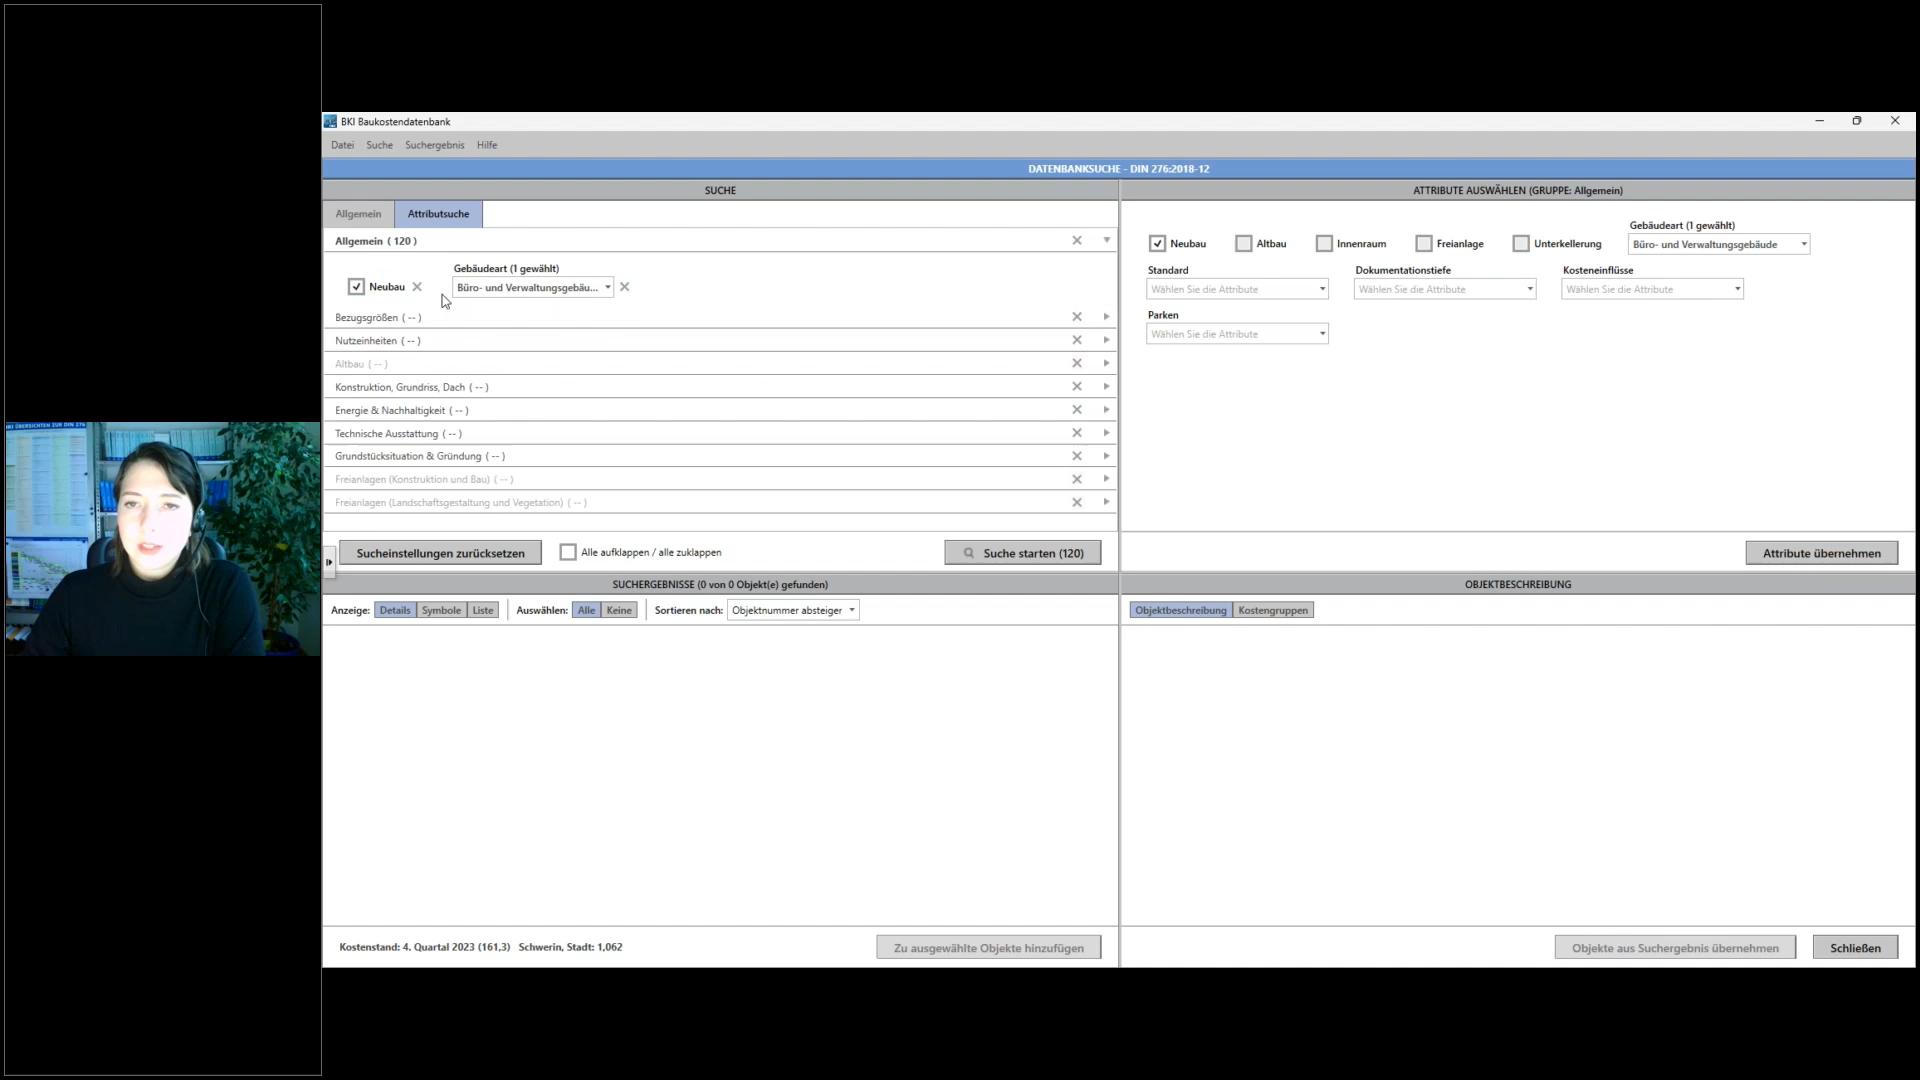 BKI Baukostendatenbank
Datei Suche Suchergebnis Hilfe
DATENBANKSUCHE - DIN 276:2018-12
SUCHE
Allgemein Attributsuche
Allgemein ( 120 )
Neubau
Gebäudeart (1 gewählt)
Büro- und Verwaltungsgebäu...
Bezugsgrößen ( -- )
Nutzeinheiten ( -- )
Altbau ( -- )
Konstruktion, Grundriss, Dach ( -- )
Energie & Nachhaltigkeit ( -- )
Technische Ausstattung ( -- )
Grundstücksituation & Gründung ( -- )
Freianlagen (Konstruktion und Bau) ( -- )
Freianlagen (Landschaftsgestaltung und Vegetation) ( -- )
Sucheinstellungen zurücksetzen
Alle aufklappen / alle zuklappen
Suche starten (120)
ATTRIBUTE AUSWÄHLEN (GRUPPE: Allgemein)
Neubau Altbau Innenraum Freianlage Unterkellerung
Gebäudeart (1 gewählt)
Büro- und Verwaltungsgebäude
Standard Dokumentationstiefe Kosteneinflüsse
Wählen Sie die Attribute Wählen Sie die Attribute Wählen Sie die Attribute
Parken
Wählen Sie die Attribute
Attribute übernehmen
SUCHERGEBNISSE (0 von 0 Objekt(e) gefunden)
Anzeige: Details Symbole Liste Auswählen: Alle Keine Sortieren nach: Objektnummer absteiger
Kostenstand: 4. Quartal 2023 (161,3) Schwerin, Stadt: 1,062
Zu ausgewählte Objekte hinzufügen
OBJEKTBESCHREIBUNG
Objektbeschreibung Kostengruppen
Objekte aus Suchergebnis übernehmen
Schließen
BKI ÜBERSICHTEN ZUR DIN 276